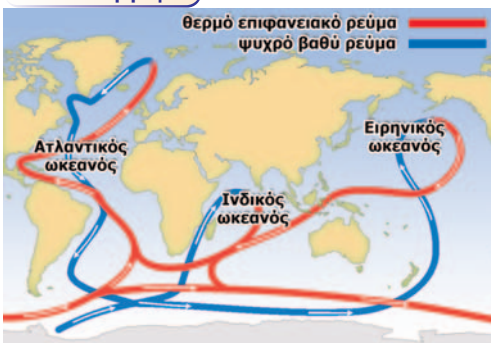 θερμό επιφανειακό ρεύμα
ψυχρό βαθύ ρεύμα
Ατλαντικός
ωκεανός
Ειρηνικός
ωκεανός
Ινδικός
ωκεανός